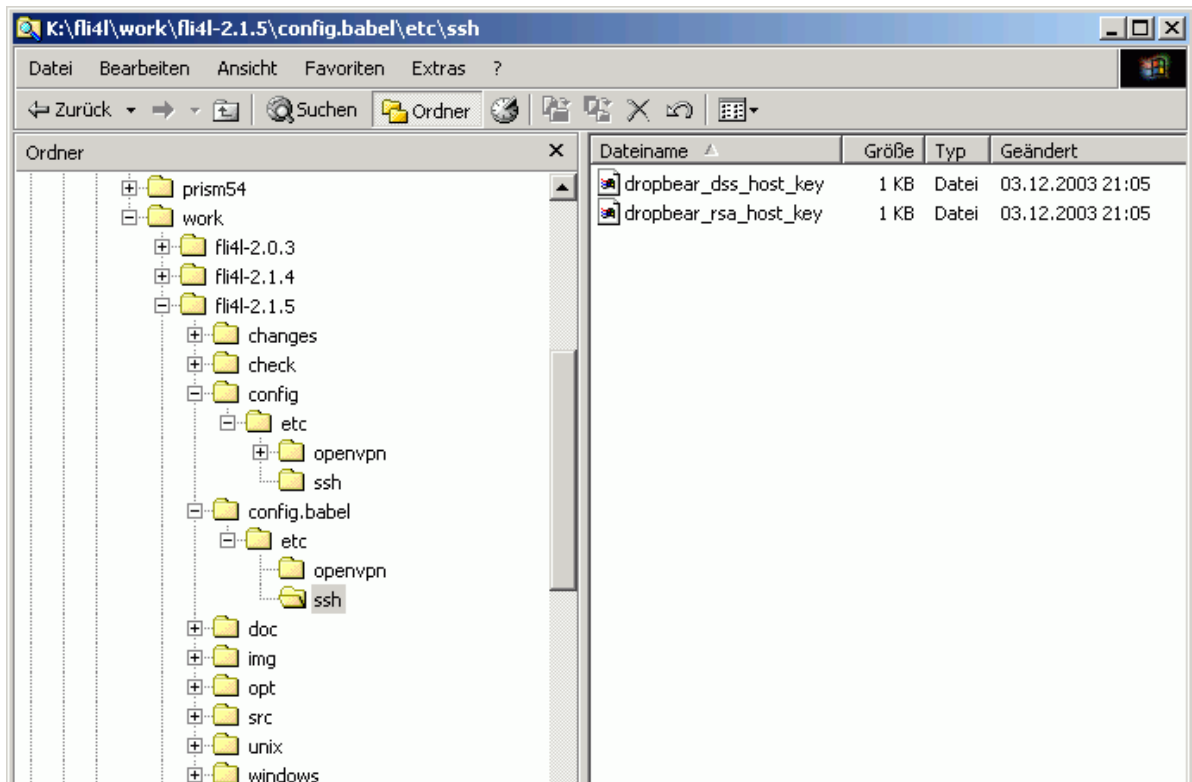 K:\fli4l\work\fli4l-2.1.5\config.babel\etc\ssh
Datei Bearbeiten Ansicht Favoriten Extras ?
Zurück Suchen Ordner
Ordner
prism54
work
fli4l-2.0.3
fli4l-2.1.4
fli4l-2.1.5
changes
check
config
etc
openvpn
ssh
config.babel
etc
openvpn
ssh
doc
img
opt
src
unix
windows
Dateiname Größe Typ Geändert
dropbear_dss_host_key 1 KB Datei 03.12.2003 21:05
dropbear_rsa_host_key 1 KB Datei 03.12.2003 21:05